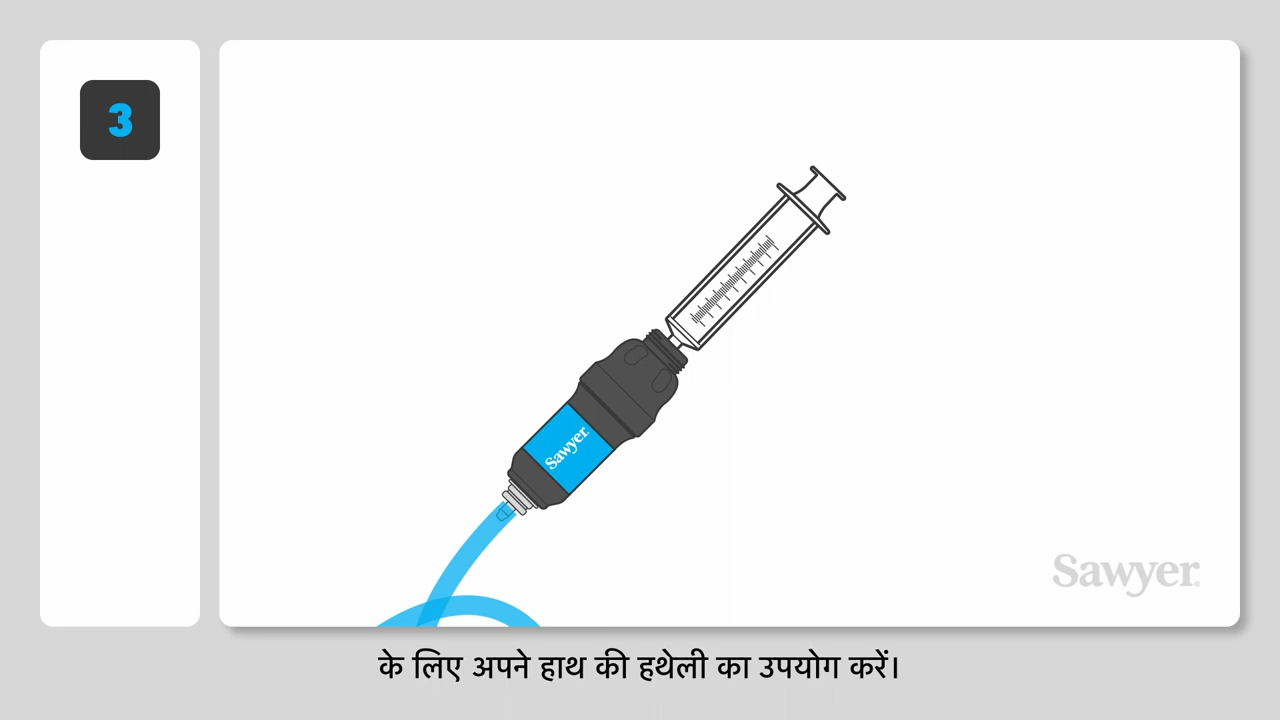 3
Sawyer
Sawyer
के लिए अपने हाथ की हथेली का उपयोग करें।